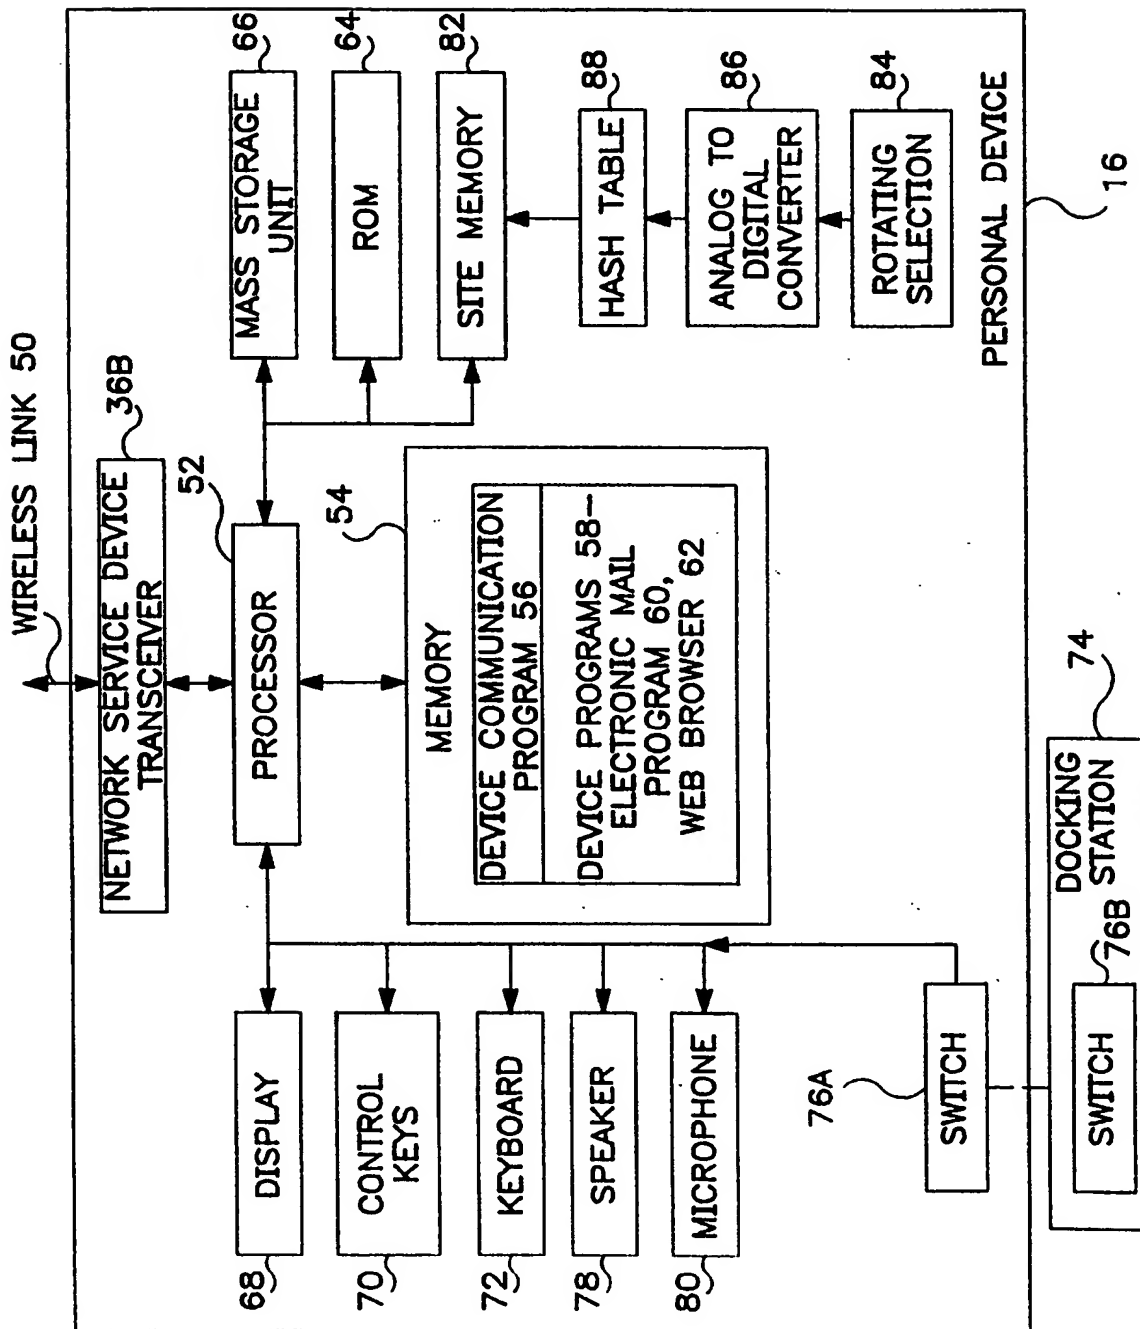 WIRELESS LINK 50
NETWORK SERVICE DEVICE
TRANSCEIVER
36B
PROCESSOR
52
MASS STORAGE
UNIT
66
ROM
64
SITE MEMORY
82
HASH TABLE
88
ANALOG TO
DIGITAL
CONVERTER
86
ROTATING
SELECTION
84
PERSONAL DEVICE
16
54
MEMORY
DEVICE COMMUNICATION
PROGRAM 56
DEVICE PROGRAMS 58—
ELECTRONIC MAIL
PROGRAM 60,
WEB BROWSER 62
DISPLAY
68
CONTROL
KEYS
70
KEYBOARD
72
SPEAKER
78
MICROPHONE
80
76A
SWITCH
74
DOCKING
STATION
76B
SWITCH